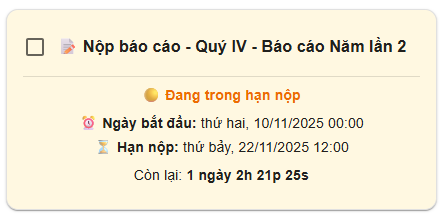 Nộp báo cáo - Quý IV - Báo cáo Năm lần 2
Đang trong hạn nộp
Ngày bắt đầu: thứ hai, 10/11/2025 00:00
Hạn nộp: thứ bảy, 22/11/2025 12:00
Còn lại: 1 ngày 2h 21p 25s